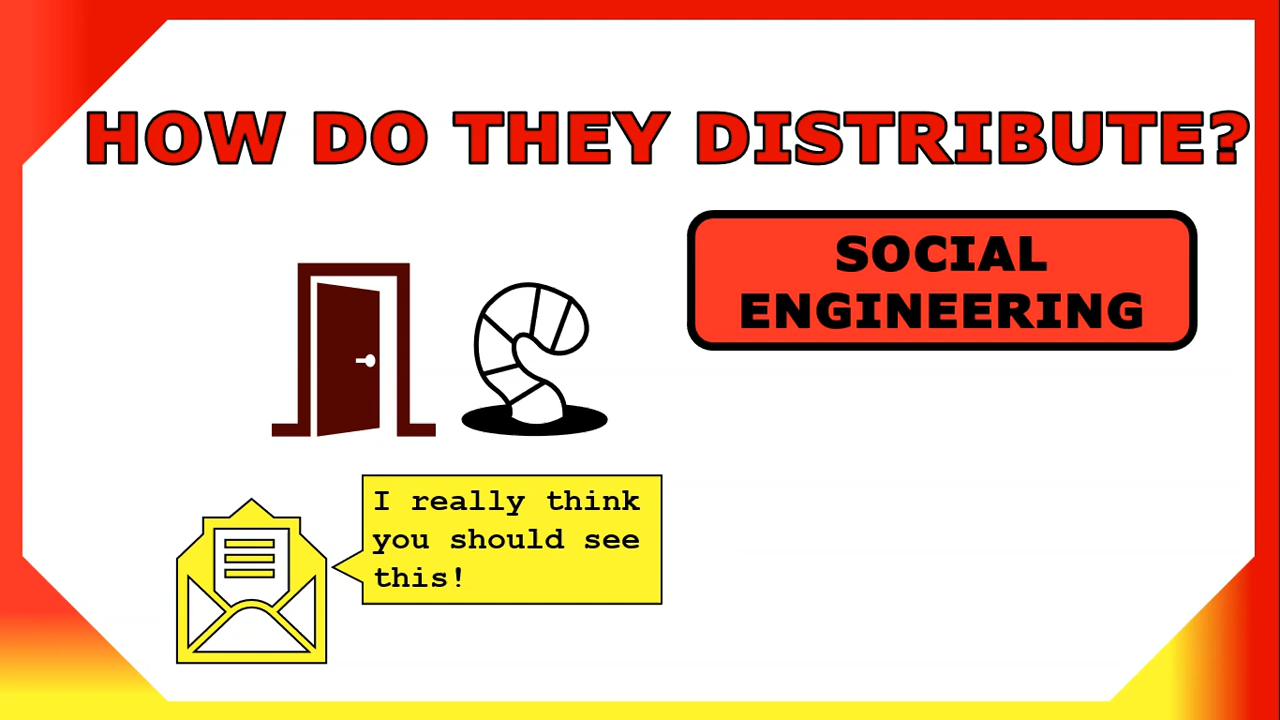 HOW DO THEY DISTRIBUTE?
SOCIAL
ENGINEERING
I really think
you should see
this!